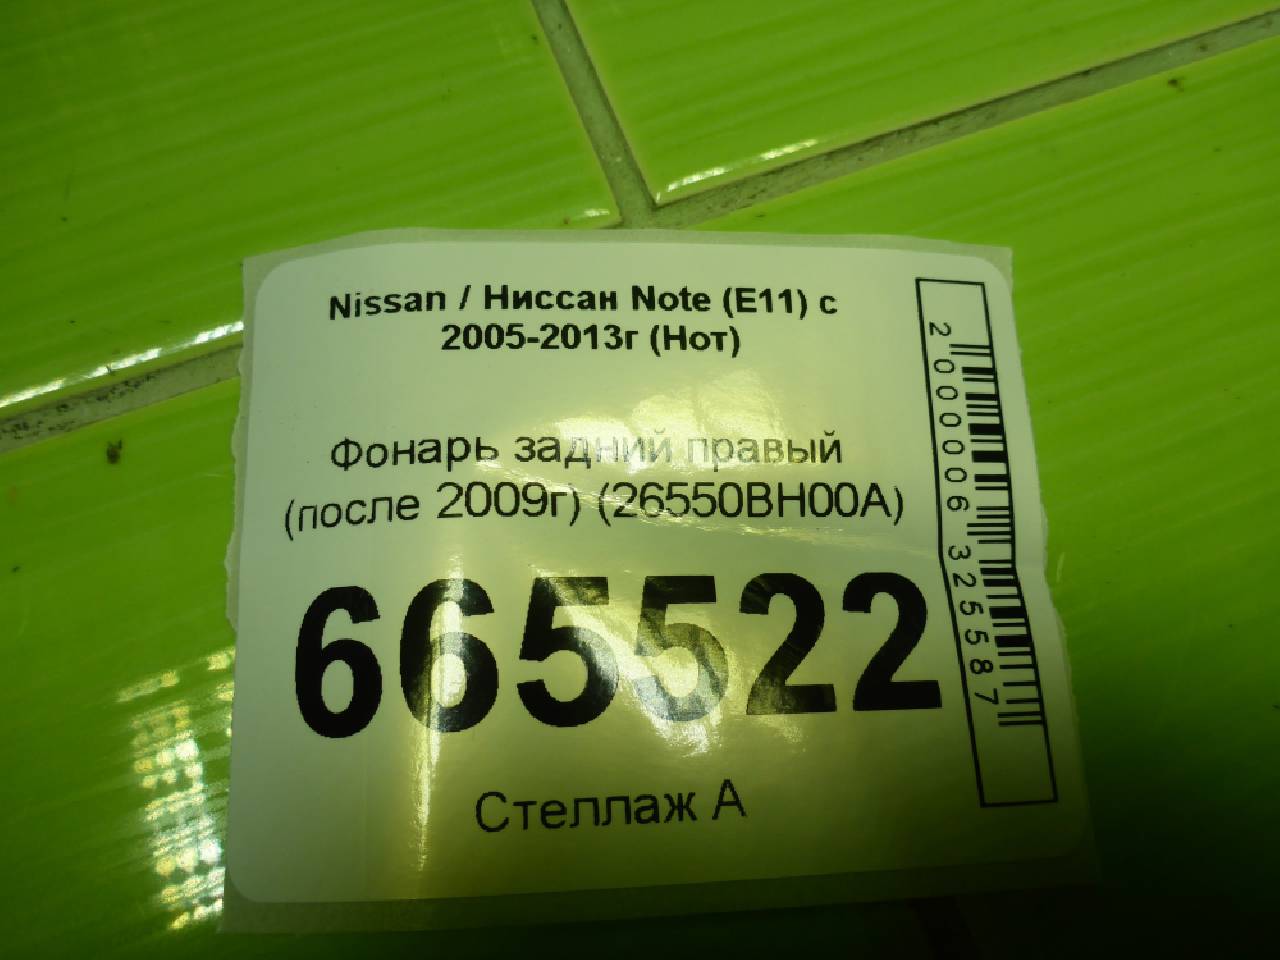 Nissan / Ниссан Note (E11) с
2005-2013г (Нот)
Фонарь задний правый
(после 2009г) (26550BH00A)
665522
Стеллаж А
2000006325587